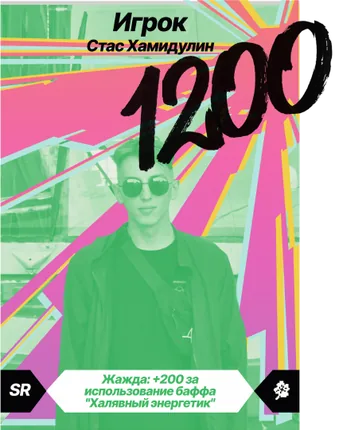 Игрок
Стас Хамидулин
1200
SR
Жажда: +200 за
использование баффа
"Халявный энергетик"